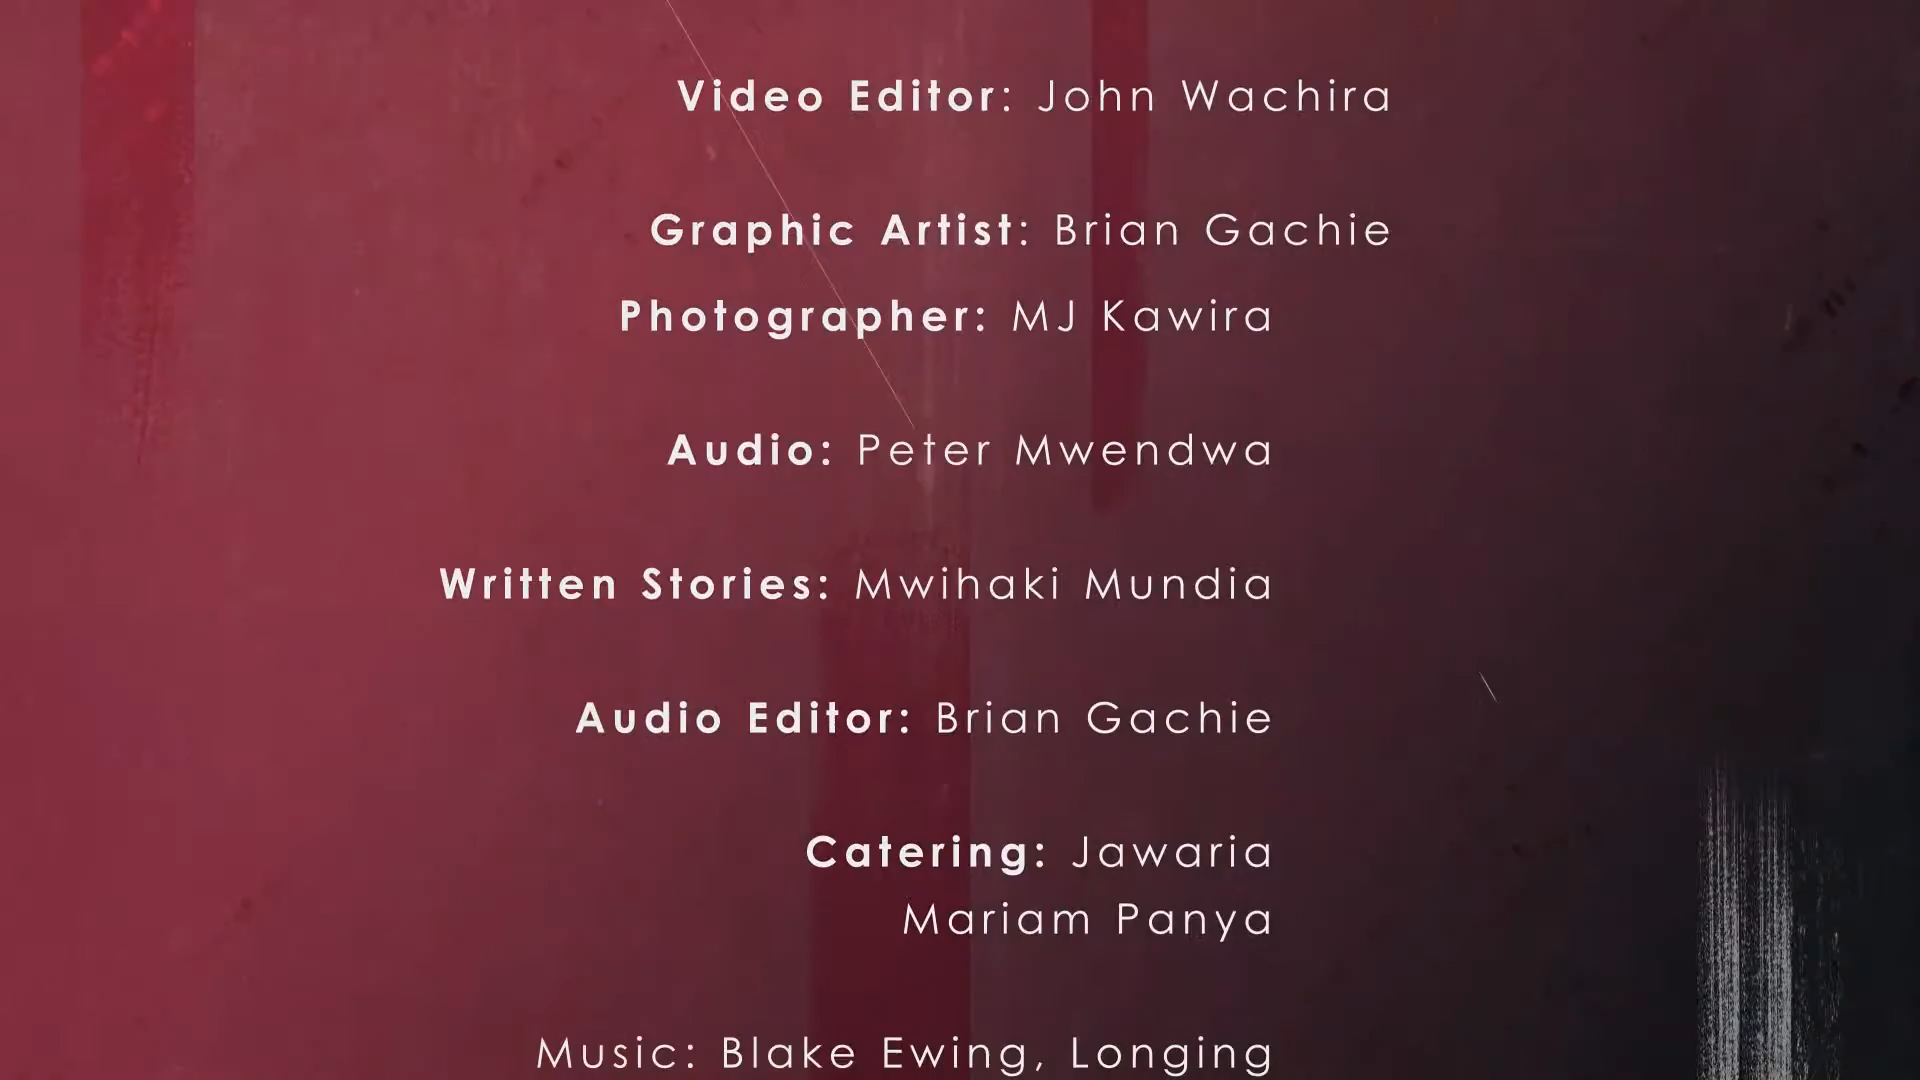 Video Editor: John Wachira
Graphic Artist: Brian Gachie
Photographer: MJ Kawira
Audio: Peter Mwendwa
Written Stories: Mwihaki Mundia
Audio Editor: Brian Gachie
Catering: Jawaria
Mariam Panya
Music: Blake Ewing, Longing